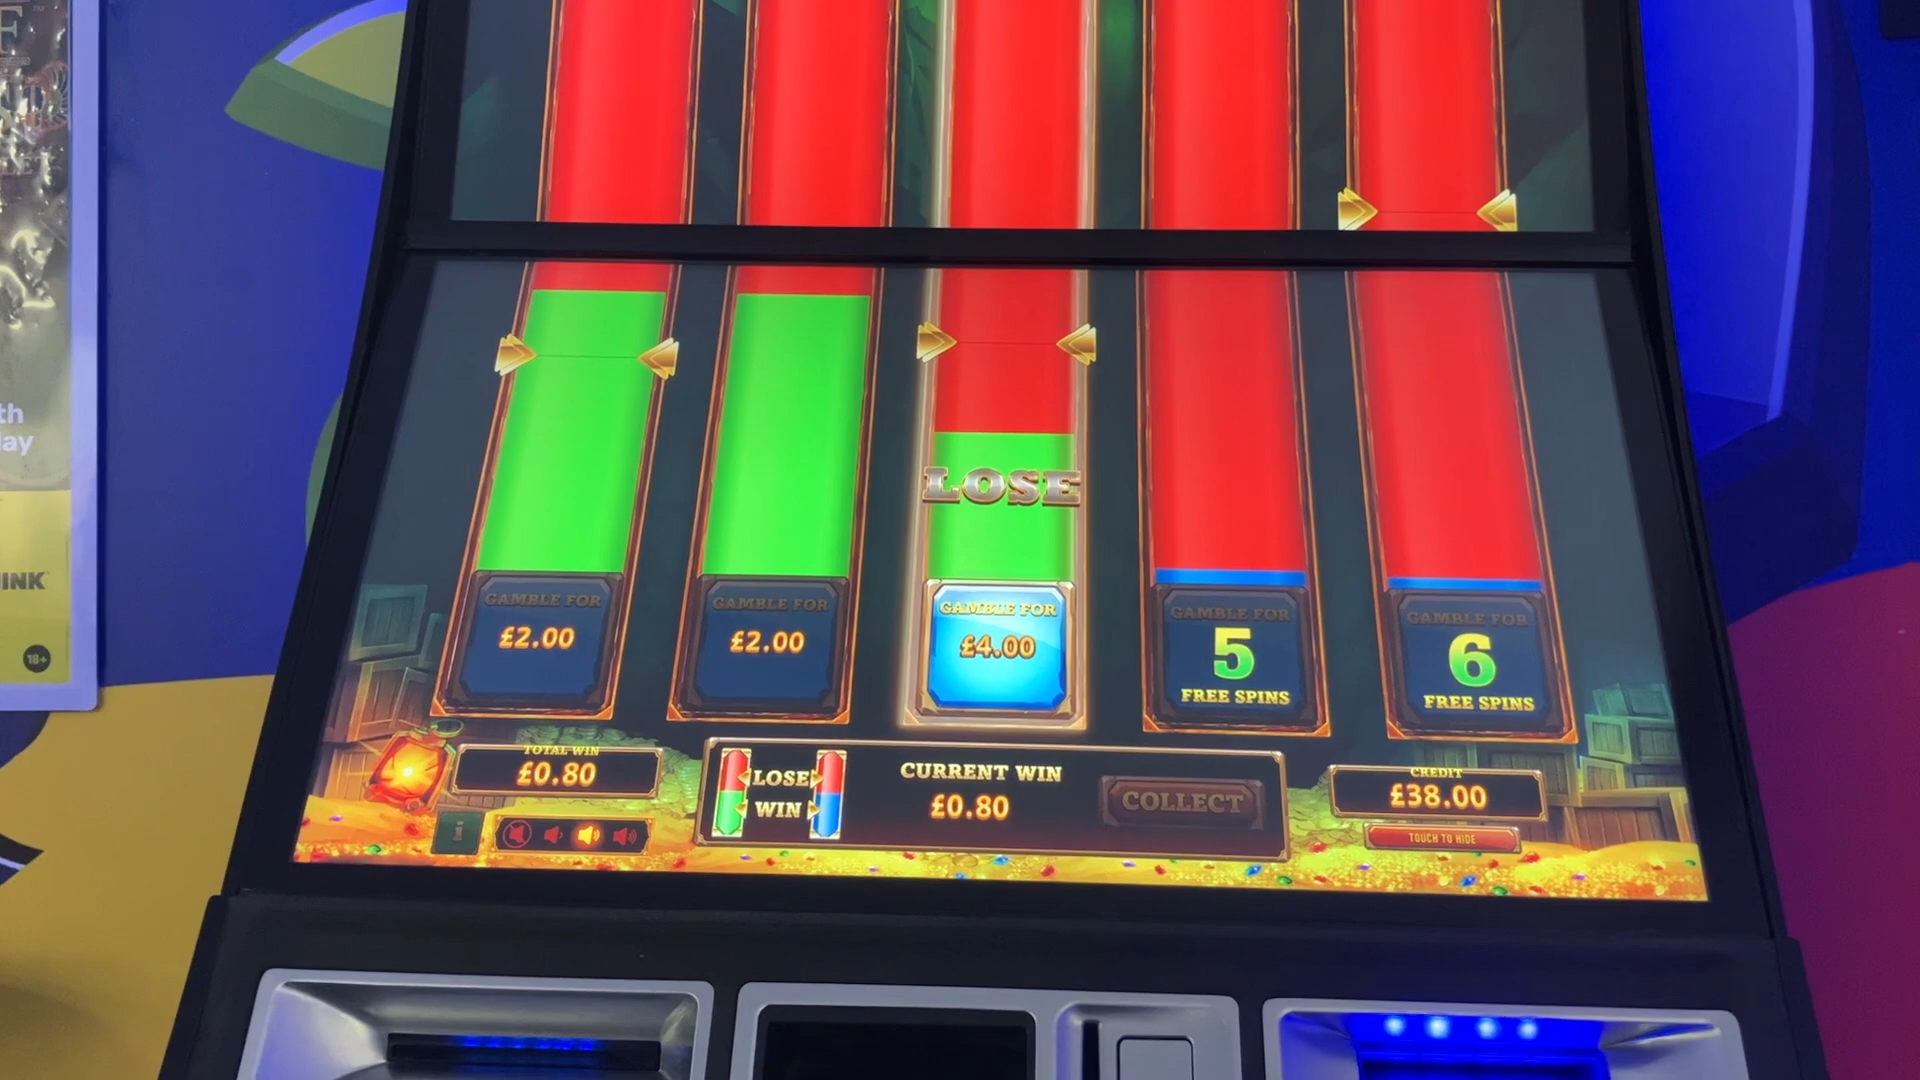 th
lay
INK
18+
LOSE
GAMBLE FOR
£2.00
GAMBLE FOR
£2.00
GAMBLE FOR
£4.00
GAMBLE FOR
5
FREE SPINS
GAMBLE FOR
6
FREE SPINS
TOTAL WIN
£0.80
LOSE
WIN
CURRENT WIN
£0.80
COLLECT
CREDIT
£38.00
TOUCH TO HIDE
i